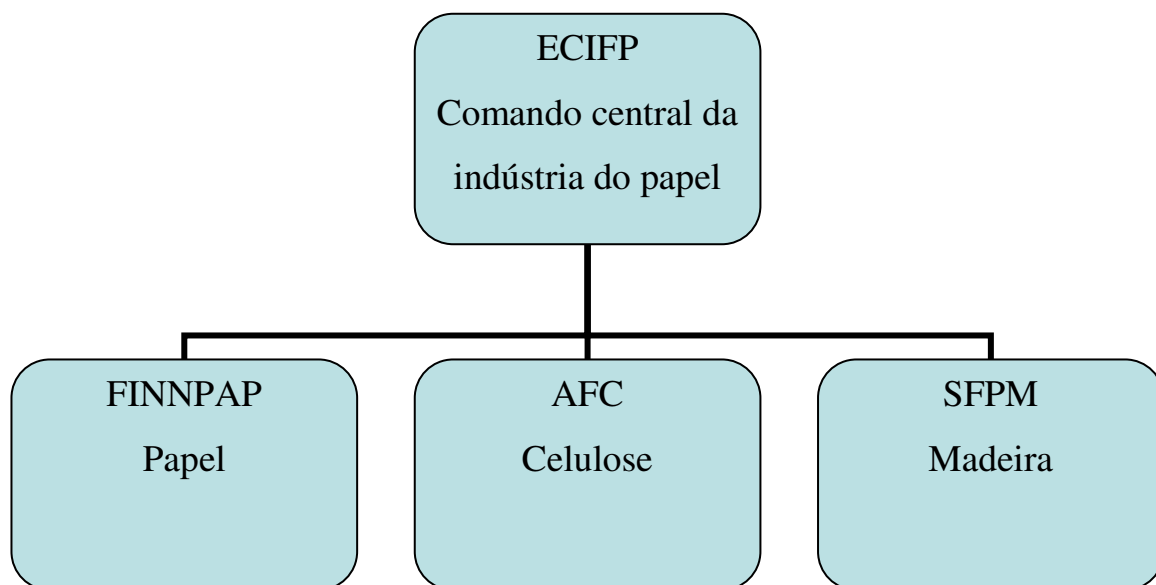 ECIFP
Comando central da
indústria do papel
FINNPAP
Papel
AFC
Celulose
SFPM
Madeira